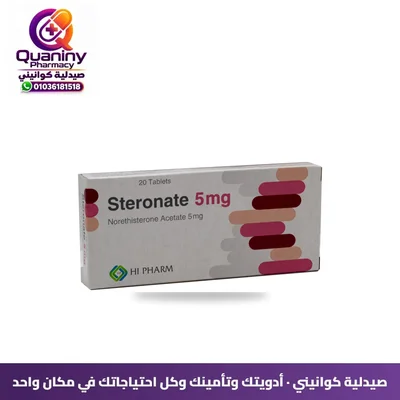 Quaniny
Pharmacy
صيدلية كوانيني
01036181518
20 Tablets
Steronate 5mg
Norethisterone Acetate 5mg
HI PHARM
صيدلية كوانيني - أدويتك وتأمينك وكل احتياجاتك في مكان واحد